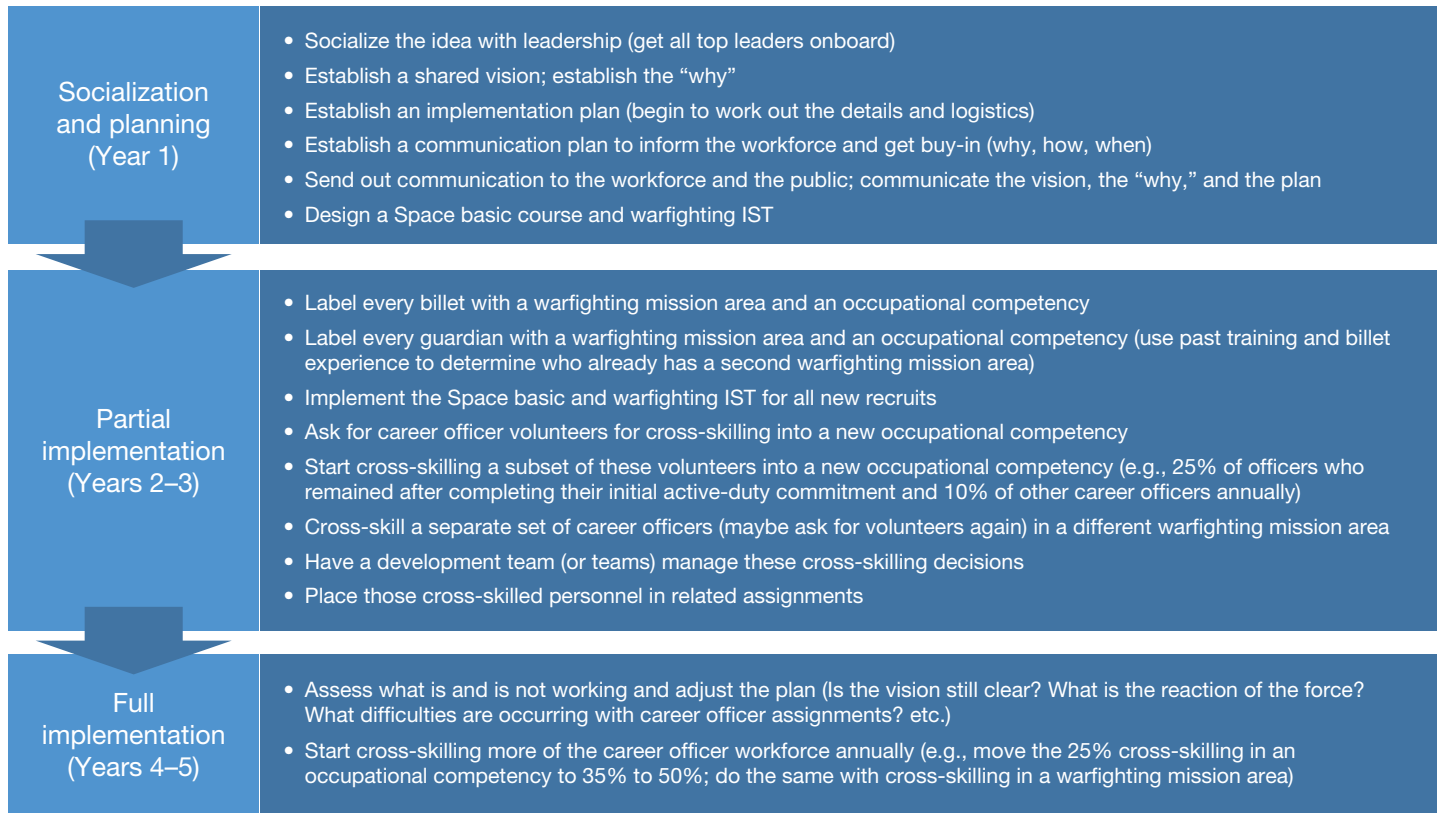 Socialization
and planning
(Year 1)
• Socialize the idea with leadership (get all top leaders onboard)
• Establish a shared vision; establish the “why”
• Establish an implementation plan (begin to work out the details and logistics)
• Establish a communication plan to inform the workforce and get buy-in (why, how, when)
• Send out communication to the workforce and the public; communicate the vision, the “why,” and the plan
• Design a Space basic course and warfighting IST
Partial
implementation
(Years 2–3)
• Label every billet with a warfighting mission area and an occupational competency
• Label every guardian with a warfighting mission area and an occupational competency (use past training and billet
experience to determine who already has a second warfighting mission area)
• Implement the Space basic and warfighting IST for all new recruits
• Ask for career officer volunteers for cross-skilling into a new occupational competency
• Start cross-skilling a subset of these volunteers into a new occupational competency (e.g., 25% of officers who
remained after completing their initial active-duty commitment and 10% of other career officers annually)
• Cross-skill a separate set of career officers (maybe ask for volunteers again) in a different warfighting mission area
• Have a development team (or teams) manage these cross-skilling decisions
• Place those cross-skilled personnel in related assignments
Full
implementation
(Years 4–5)
• Assess what is and is not working and adjust the plan (Is the vision still clear? What is the reaction of the force?
What difficulties are occurring with career officer assignments? etc.)
• Start cross-skilling more of the career officer workforce annually (e.g., move the 25% cross-skilling in an
occupational competency to 35% to 50%; do the same with cross-skilling in a warfighting mission area)